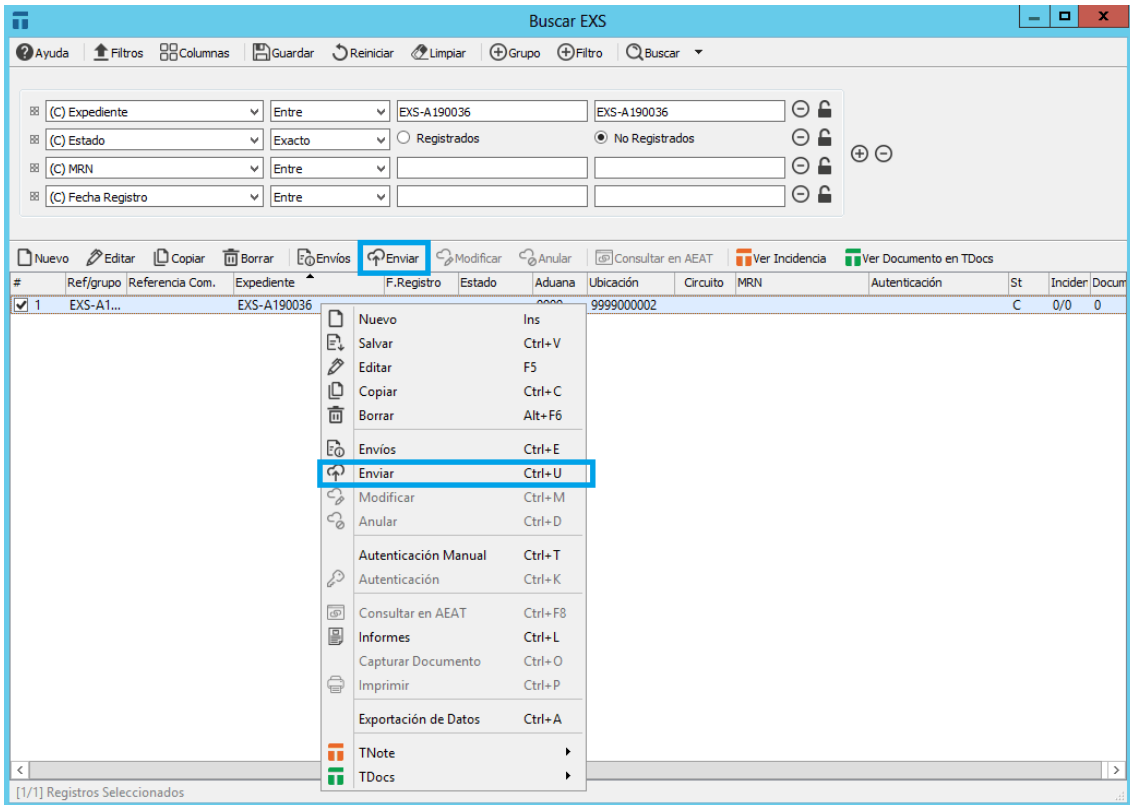 Buscar EXS
Ayuda Filtros Columnas Guardar Reiniciar Limpiar Grupo Filtro Buscar
(C) Expediente Entre EXS-A190036 EXS-A190036
(C) Estado Exacto Registrados No Registrados
(C) MRN Entre
(C) Fecha Registro Entre
Nuevo Editar Copiar Borrar Envíos Enviar Modificar Anular Consultar en AEAT Ver Incidencia Ver Documento en TDocs
# Ref/grupo Referencia Com. Expediente F.Registro Estado Aduana Ubicación Circuito MRN Autenticación St Inciden Docum
1 EXS-A1... EXS-A190036 9999000002 C 0/0 0
Nuevo Ins
Salvar Ctrl+V
Editar F5
Copiar Ctrl+C
Borrar Alt+F6
Envíos Ctrl+E
Enviar Ctrl+U
Modificar Ctrl+M
Anular Ctrl+D
Autenticación Manual Ctrl+T
Autenticación Ctrl+K
Consultar en AEAT Ctrl+F8
Informes Ctrl+L
Capturar Documento Ctrl+O
Imprimir Ctrl+P
Exportación de Datos Ctrl+A
TNote
TDocs
[1/1] Registros Seleccionados